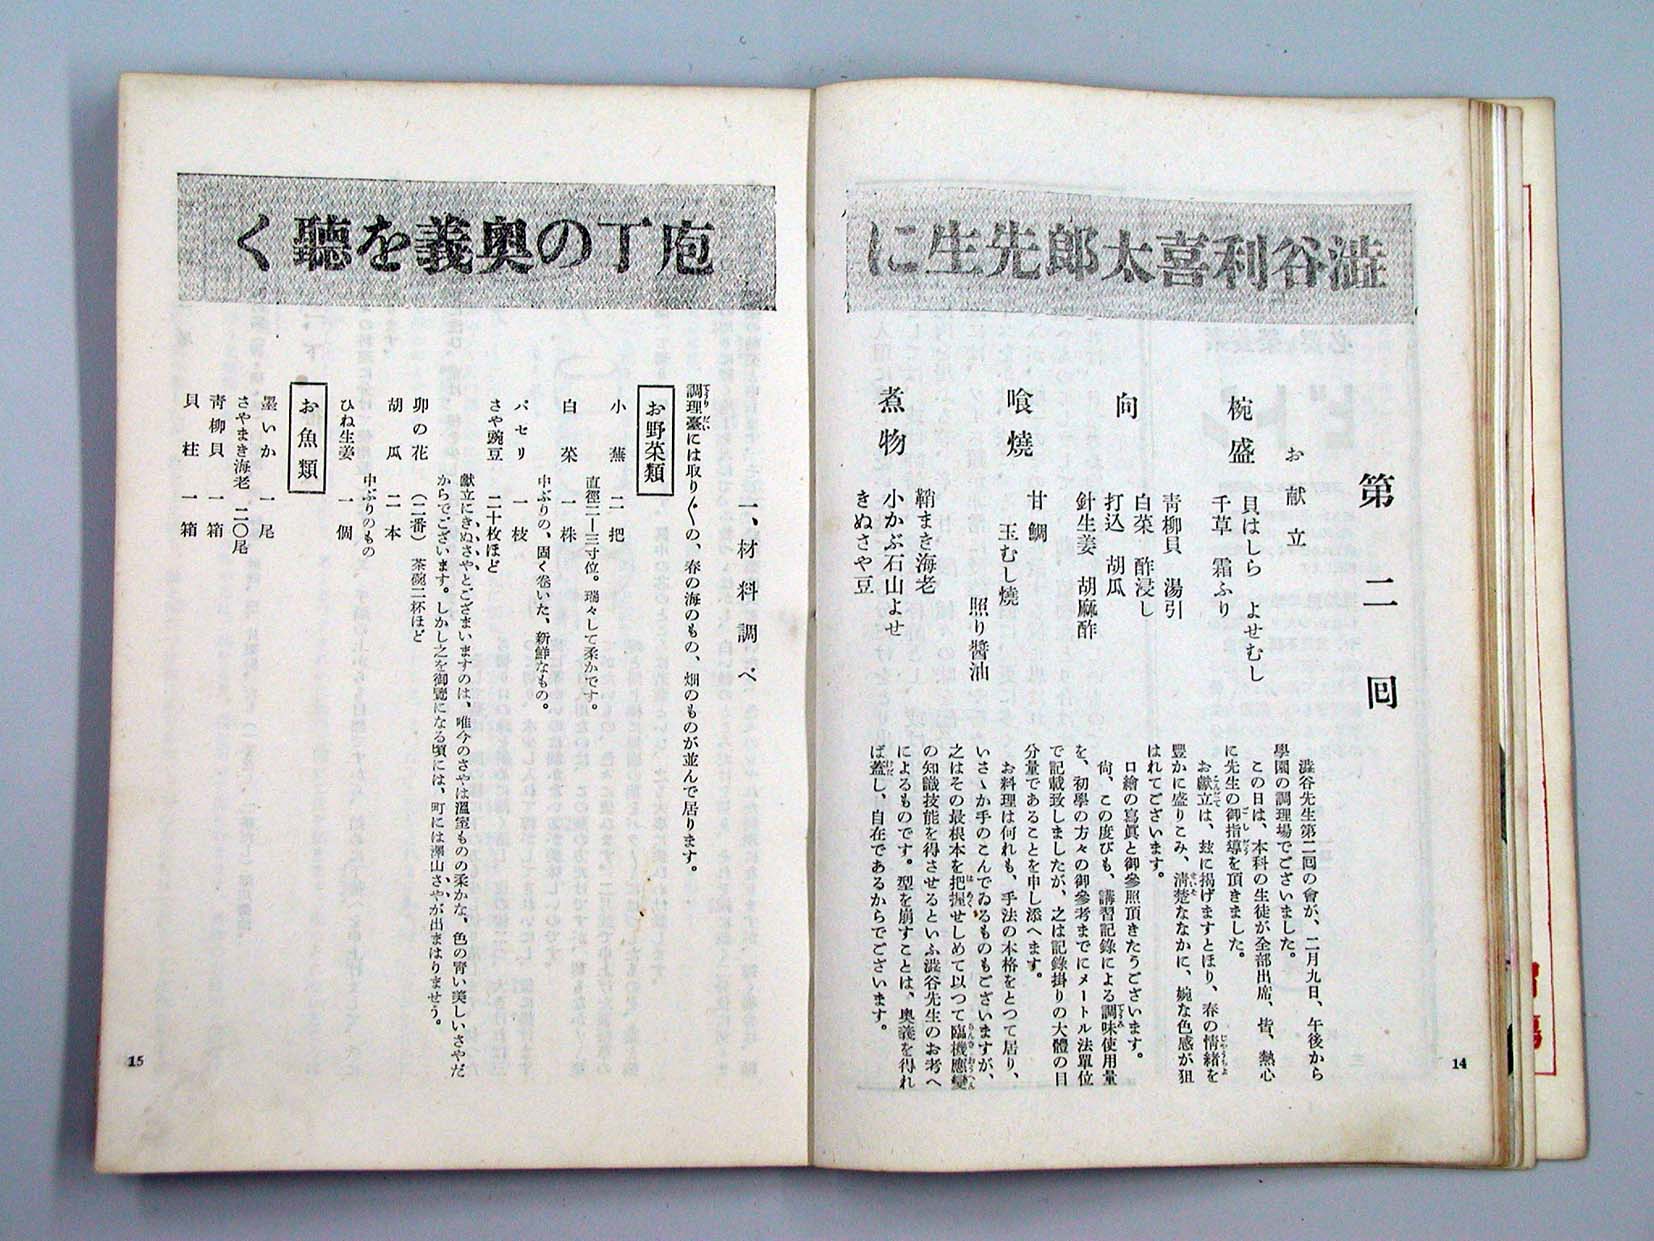 澁谷利喜太郎先生に
第二回
お献立
椀盛
貝はしら　よせむし
千草　霜ふり
向
靑柳貝　湯引
白菜　酢浸し
打込　胡瓜
針生姜　胡麻酢
喰燒
甘鯛
玉むし燒
照り醬油
煮物
鞘まき海老
小かぶ石山よせ
きぬさや豆
澁谷先生第二回の會が、二月九日、午後から
學園の調理場でございました。
この日は、本科の生徒が全部出席、皆、熱心
に先生の御指導を頂きました。
お獻立は、玆に揭げますとほり、春の情緒を
豐かに盛りこみ、淸楚ななかに、婉な色感が狙
はれてございます。
口繪の寫眞と御參照頂きたうございます。
尙、この度びも、講習記錄による調味使用量
を、初學の方々の御參考までにメートル法單位
で記載致しましたが、之は記錄掛りの大體の目
分量であることを申し添へます。
お料理は何れも、手法の本格をとつて居り、
いさゝか手のこんでゐるものもございますが、
之はその最根本を把握せしめて以つて臨機應變
の知識技能を得させるといふ澁谷先生のお考へ
によるものです。型を崩すことは、奧義を得れ
ば蓋し、自在であるからでございます。
14
庖丁の奥義を聽く
一、材料調べ
調理臺には取り〲の、春の海のもの、畑のものが並んで居ります。
お野菜類
小蕪　二把
直徑二―三寸位。瑞々して柔かです。
白菜　一株
中ぶりの、固く卷いた、新鮮なもの。
パセリ　一枝
さや豌豆　二十枚ほど
獻立にきぬさやとございますのは、唯今のさやは溫室ものの柔かな、色の靑い美しいさやだ
からでございます。しかし之を御覽になる頃には、町には澤山さやが出まはりませう。
卯の花　（二番）　茶碗二杯ほど
胡瓜　二本
中ぶりのもの
ひね生姜　一個
お魚類
墨いか　一尾
さやまき海老　二〇尾
靑柳貝　一箱
貝柱　一箱
15